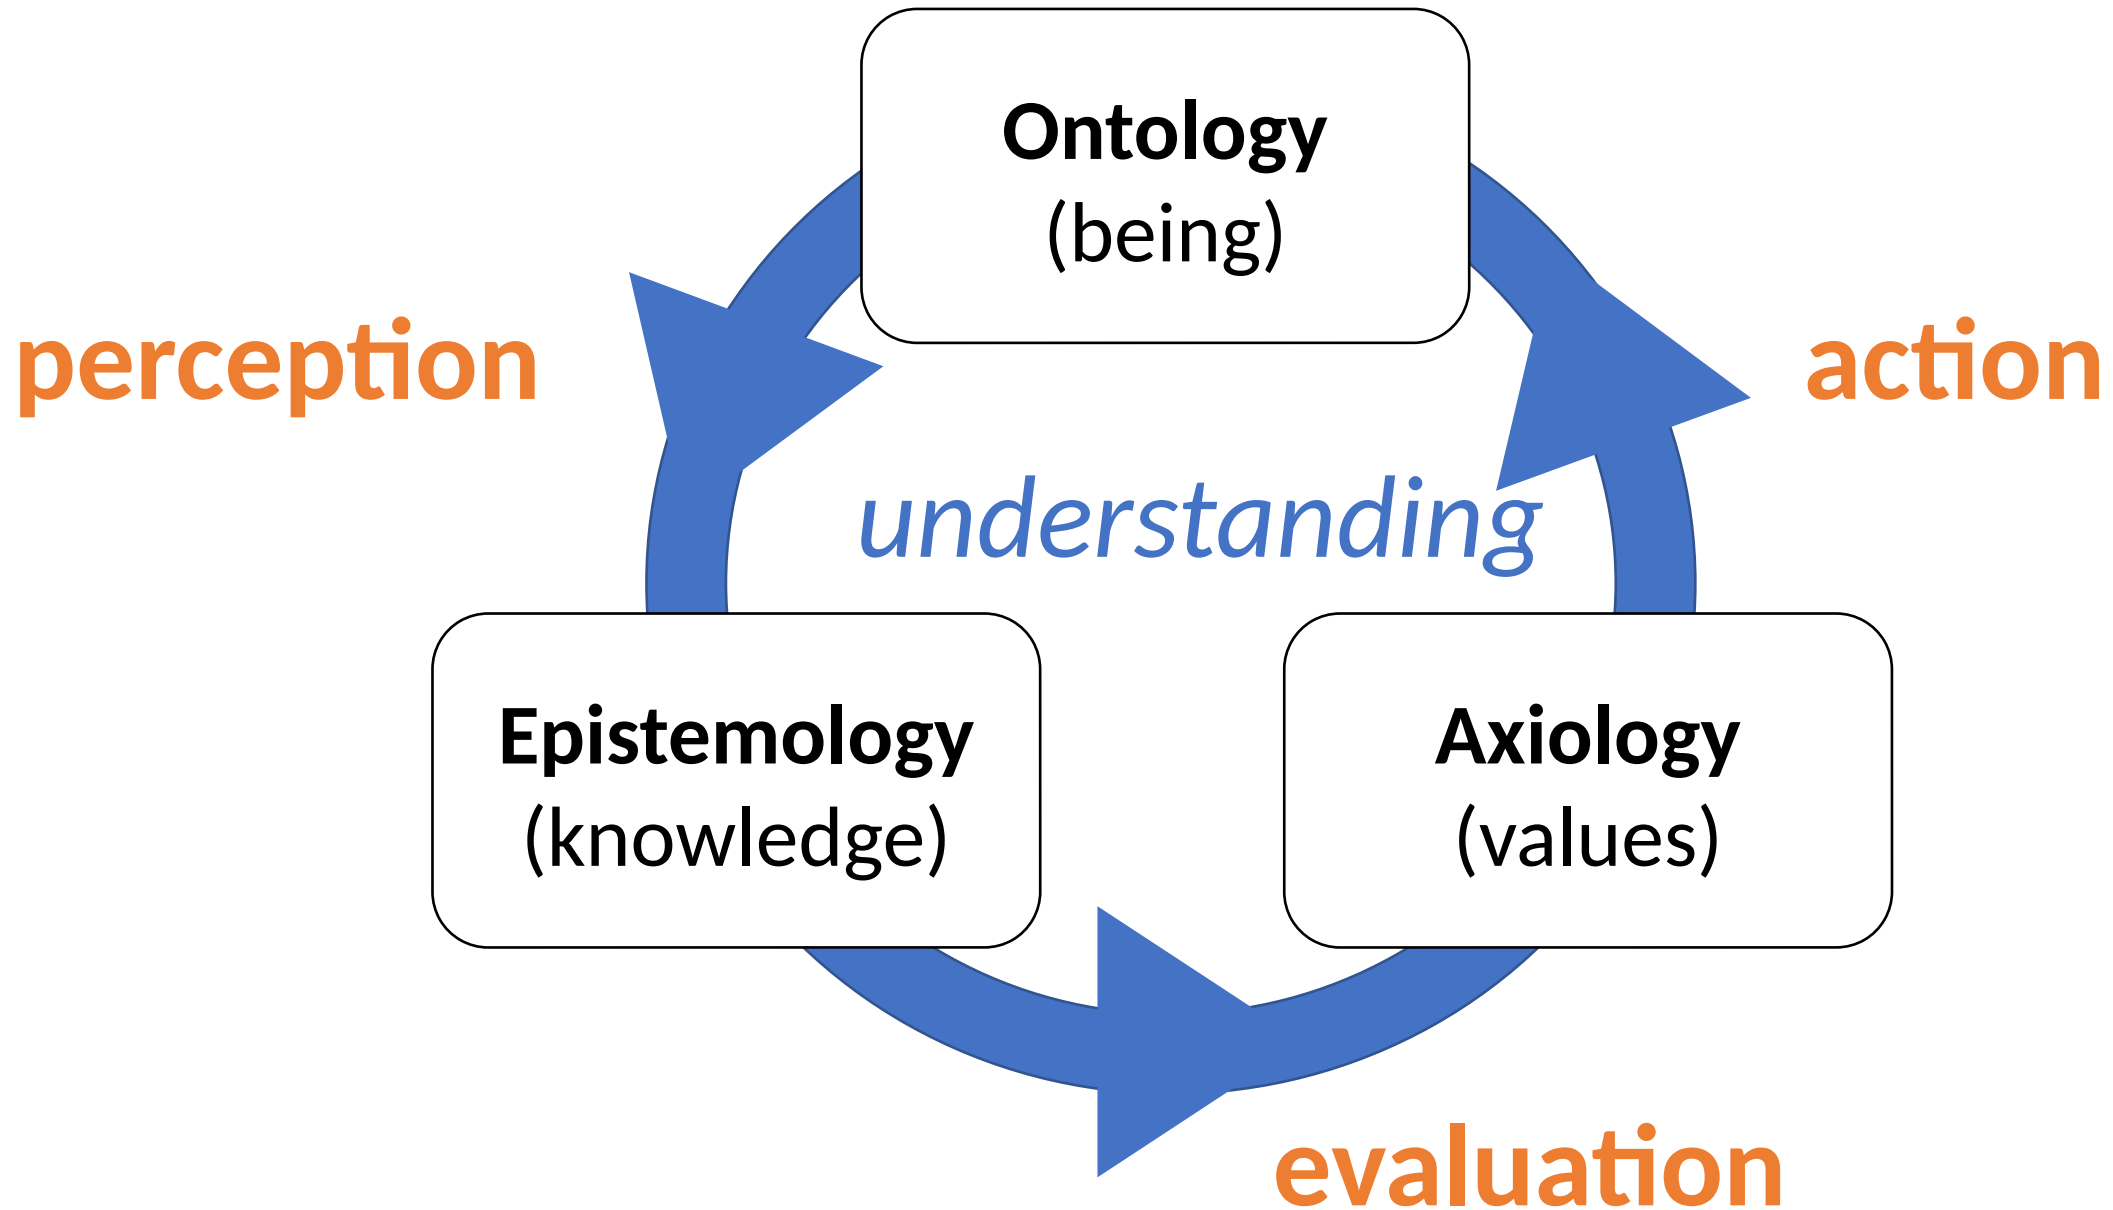 Ontology
(being)
perception
action
understanding
Epistemology
(knowledge)
Axiology
(values)
evaluation